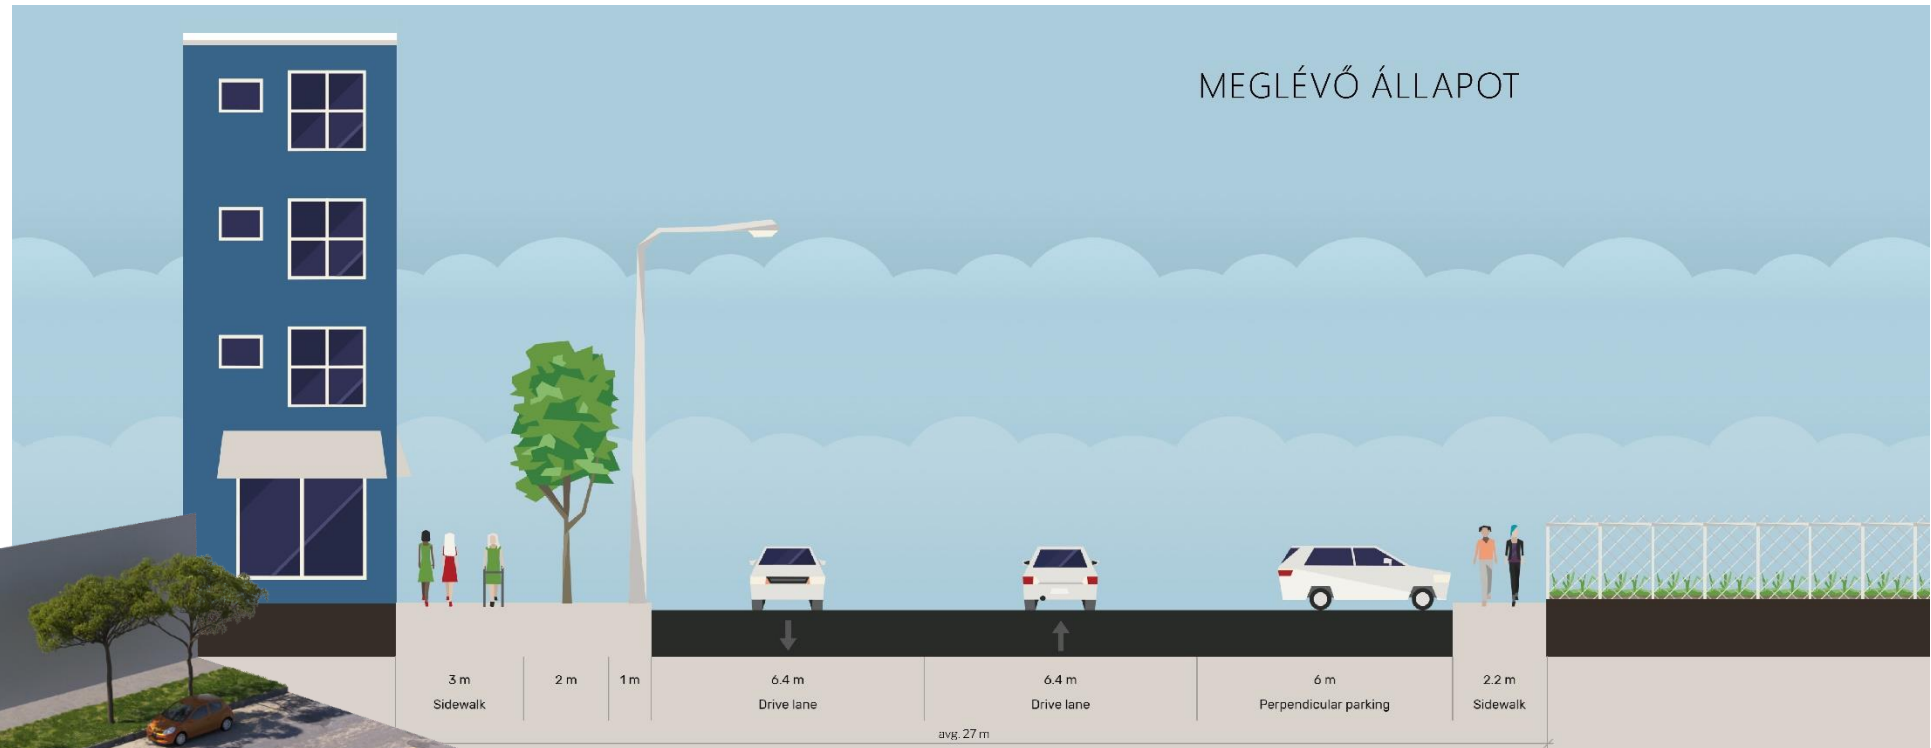 MEGLÉVŐ ÁLLAPOT
3 m
Sidewalk
2 m
1 m
6.4 m
Drive lane
6.4 m
Drive lane
6 m
Perpendicular parking
2.2 m
Sidewalk
avg. 27 m